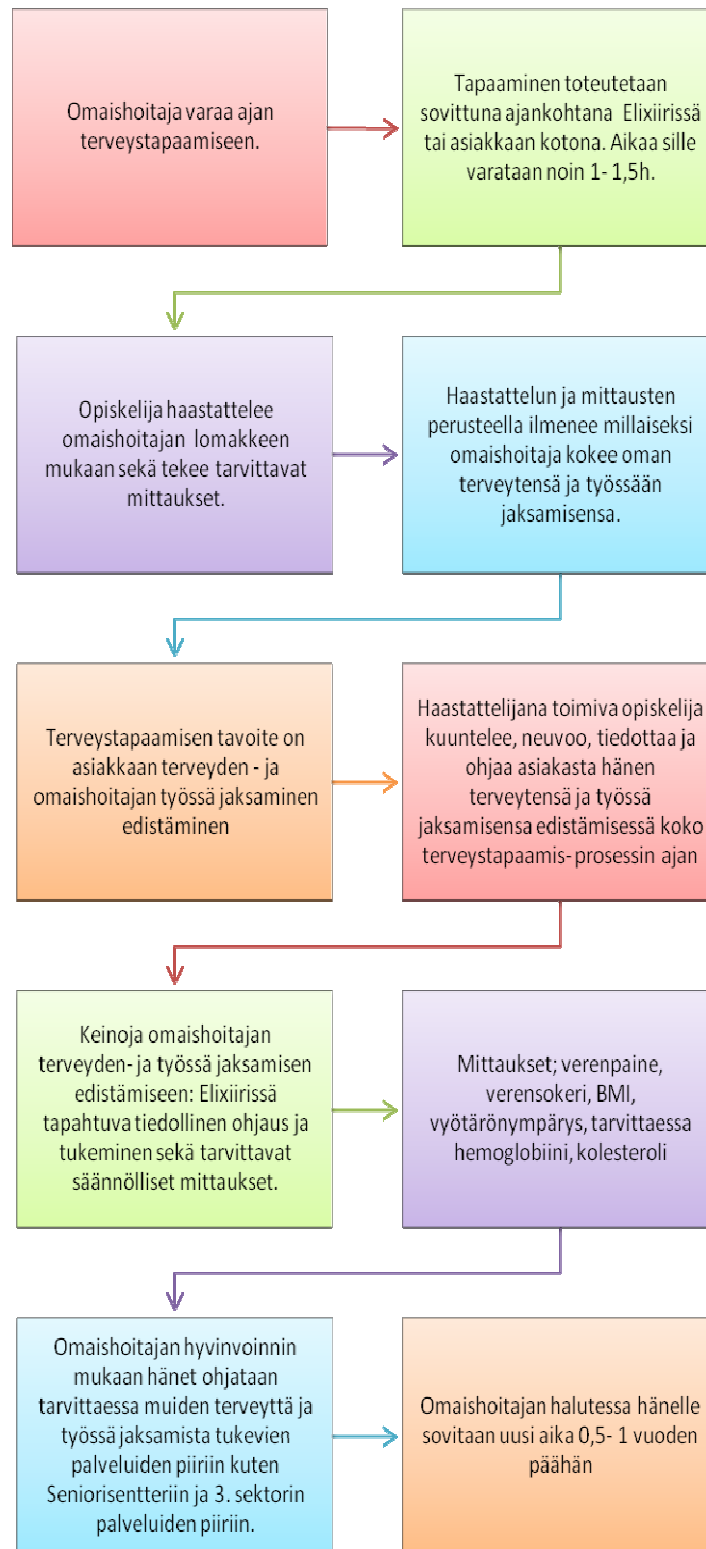 Omaishoitaja varaa ajan
terveystapaamiseen.
Tapaaminen toteutetaan
sovittuna ajankohtana Elixiirissä
tai asiakkaan kotona. Aikaa sille
varataan noin 1- 1,5h.
Opiskelija haastattelee
omaishoitajan lomakkeen
mukaan sekä tekee tarvittavat
mittaukset.
Haastattelun ja mittausten
perusteella ilmenee millaiseksi
omaishoitaja kokee oman
terveytensä ja työssään
jaksamisensa.
Terveystapaamisen tavoite on
asiakkaan terveyden - ja
omaishoitajan työssä jaksaminen
edistäminen
Haastattelijana toimiva opiskelija
kuuntelee, neuvoo, tiedottaa ja
ohjaa asiakasta hänen
terveytensä ja työssä
jaksamisensa edistämisessä koko
terveystapaamis- prosessin ajan
Keinoja omaishoitajan
terveyden- ja työssä jaksamisen
edistämiseen: Elixiirissä
tapahtuva tiedollinen ohjaus ja
tukeminen sekä tarvittavat
säännölliset mittaukset.
Mittaukset; verenpaine,
verensokeri, BMI,
vyötärönympärys, tarvittaessa
hemoglobiini, kolesteroli
Omaishoitajan hyvinvoinnin
mukaan hänet ohjataan
tarvittaessa muiden terveyttä ja
työssä jaksamista tukevien
palveluiden piiriin kuten
Seniorisentteriin ja 3. sektorin
palveluiden piiriin.
Omaishoitajan halutessa hänelle
sovitaan uusi aika 0,5- 1 vuoden
päähän